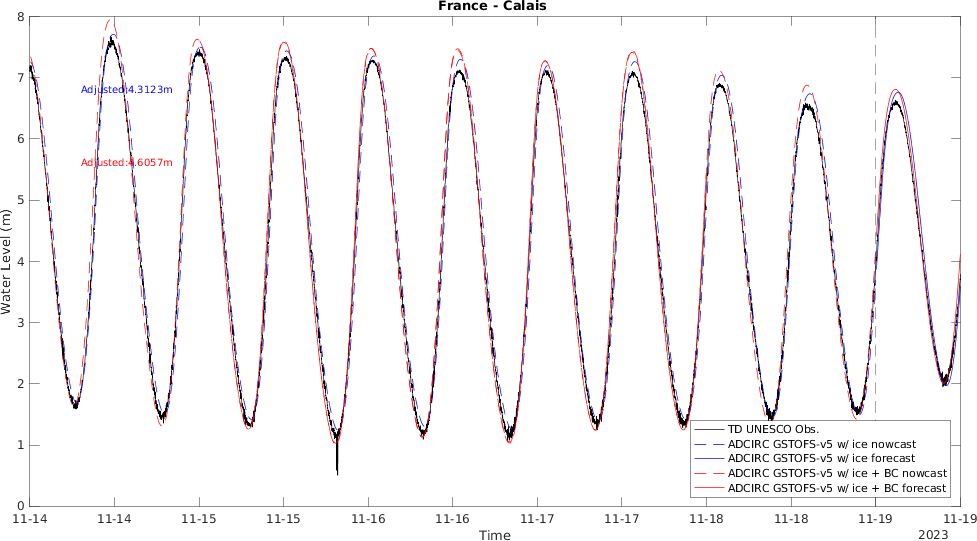 France - Calais
8
7
6
5
4
3
2
1
0
Water Level (m)
Adjusted:4.3123m
Adjusted:4.6057m
TD UNESCO Obs.
ADCIRC GSTOFS-v5 w/ ice nowcast
ADCIRC GSTOFS-v5 w/ ice forecast
ADCIRC GSTOFS-v5 w/ ice + BC nowcast
ADCIRC GSTOFS-v5 w/ ice + BC forecast
11-14 11-14 11-15 11-15 11-16 11-16 11-17 11-17 11-18 11-18 11-19 11-19
Time
2023